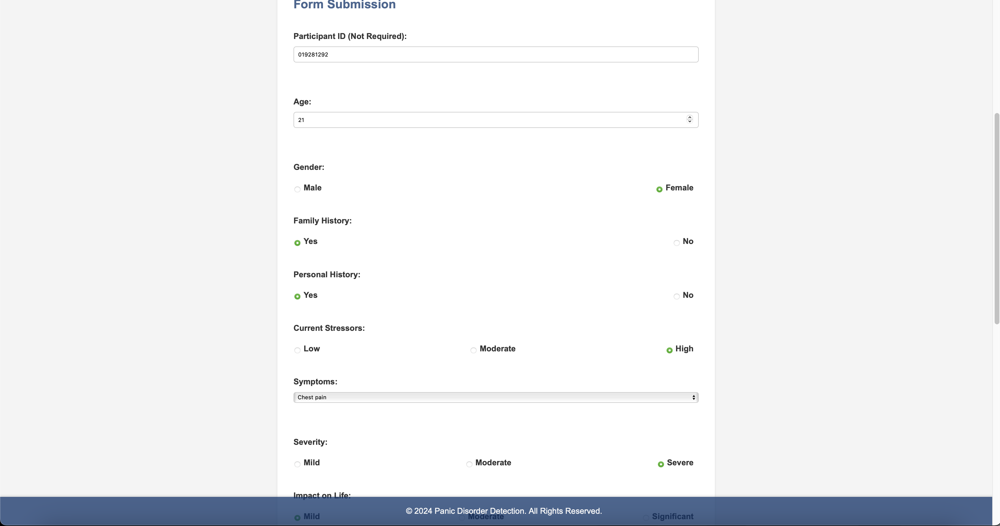 Form Submission
Participant ID (Not Required):
019281292
Age:
21
Gender:
Male Female
Family History:
Yes No
Personal History:
Yes No
Current Stressors:
Low Moderate High
Symptoms:
Chest pain
Severity:
Mild Moderate Severe
Impact on Life:
© 2024 Panic Disorder Detection. All Rights Reserved.
Mild Moderate Significant